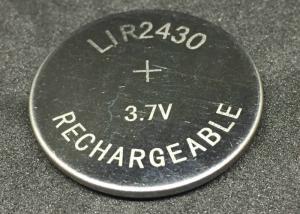 LIR2430
+
3.7V
RECHARGEABLE